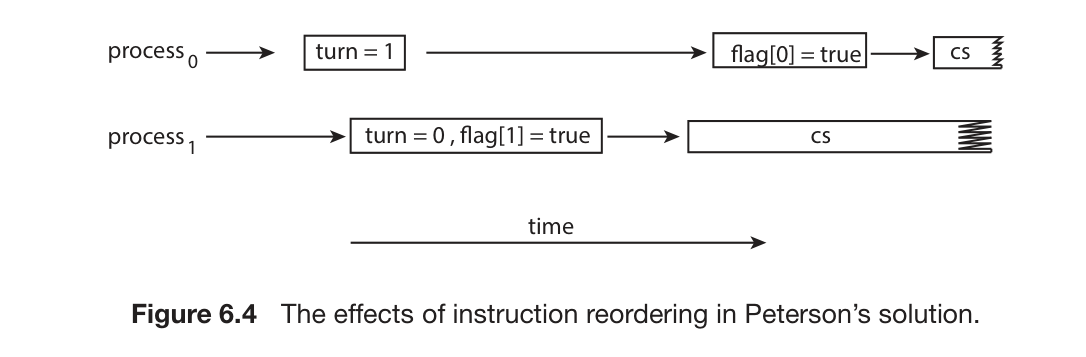 process0 turn = 1 flag[0] = true cs
process1 turn = 0 , flag[1] = true cs
time
Figure 6.4 The effects of instruction reordering in Peterson’s solution.